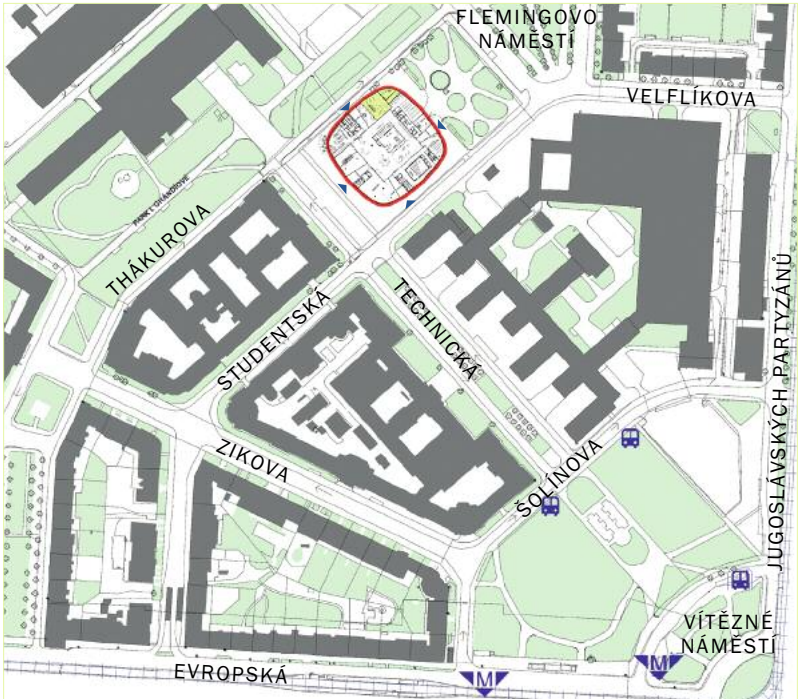 FLEMINGOVO
NÁMĚSTÍ
VELFLÍKOVA
THÁKUROVA
STUDENTSKÁ
TECHNICKÁ
JUGOSLÁVSKÝCH PARTYZÁNŮ
ZIKOVA
ŠOLÍNOVA
VÍTĚZNÉ
NÁMĚSTÍ
EVROPSKÁ
M
M